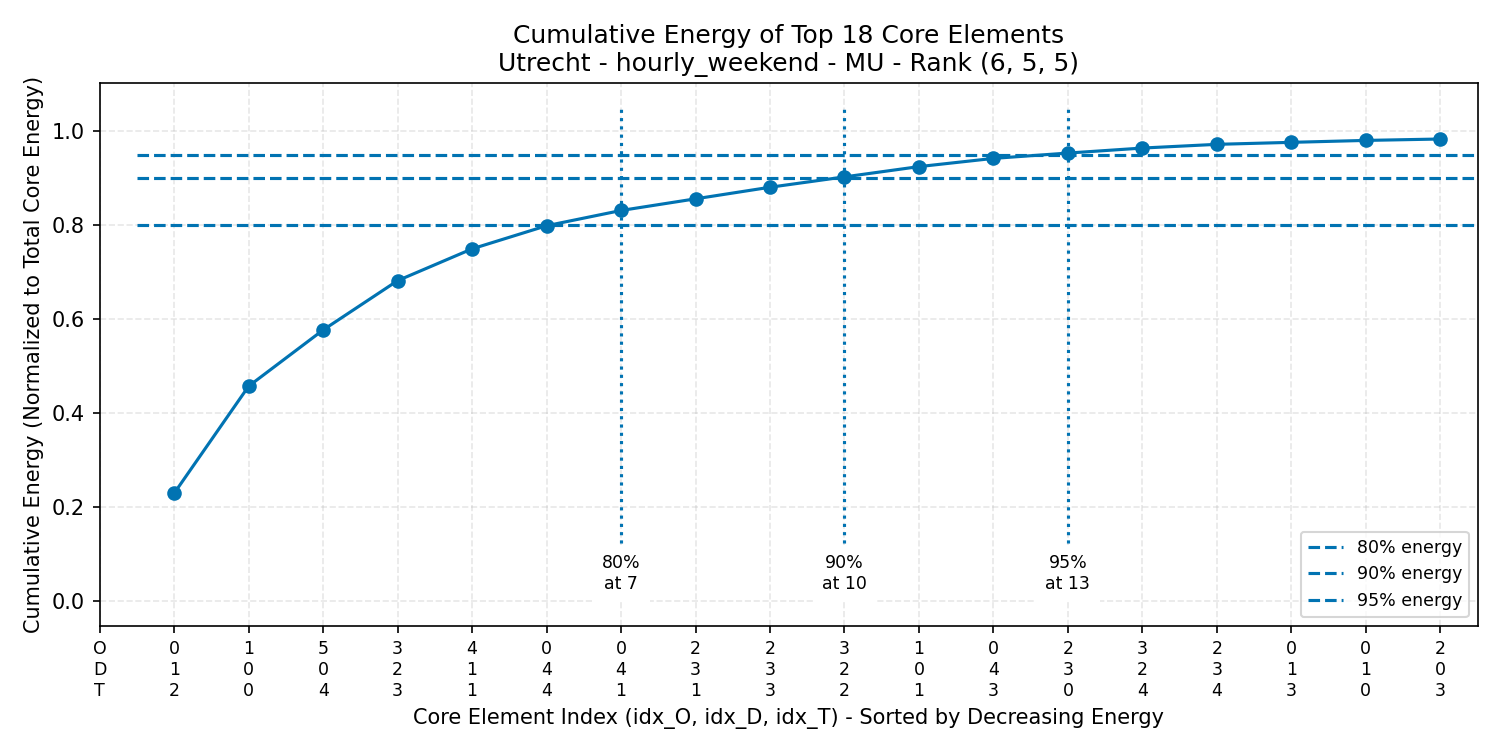 Cumulative Energy of Top 18 Core Elements
Utrecht - hourly_weekend - MU - Rank (6, 5, 5)
Cumulative Energy (Normalized to Total Core Energy)
1.0
0.8
0.6
0.4
0.2
0.0
80%
at 7
90%
at 10
95%
at 13
80% energy
90% energy
95% energy
O 0 1 5 3 4 0 0 2 2 3 1 0 2 3 2 0 0 2
D 1 0 0 2 1 4 4 3 3 2 0 4 3 2 3 1 1 0
T 2 0 4 3 1 4 1 1 3 2 1 3 0 4 4 3 0 3
Core Element Index (idx_O, idx_D, idx_T) - Sorted by Decreasing Energy